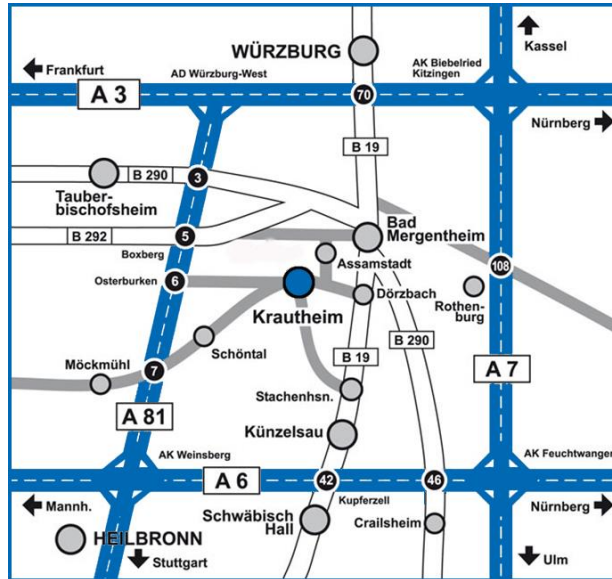 WÜRZBURG
AK Biebelried
Kitzingen
Kassel
Frankfurt
AD Würzburg-West
A 3
70
Nürnberg
B 19
B 290
3
Tauber-
bischofsheim
B 292
5
Boxberg
Bad
Mergentheim
Assamstadt
108
Osterburken
6
Krautheim
Dörzbach
Rothen-
burg
Schöntal
B 290
B 19
A 7
Möckmühl
7
Stachenhsn.
A 81
Künzelsau
AK Weinsberg
AK Feuchtwangen
A 6
42
46
Kupferzell
Mannh.
Nürnberg
Schwäbisch
Hall
Crailsheim
HEILBRONN
Stuttgart
Ulm